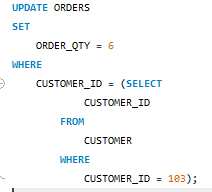 UPDATE ORDERS
SET
ORDER_QTY = 6
WHERE
CUSTOMER_ID = (SELECT
CUSTOMER_ID
FROM
CUSTOMER
WHERE
CUSTOMER_ID = 103);